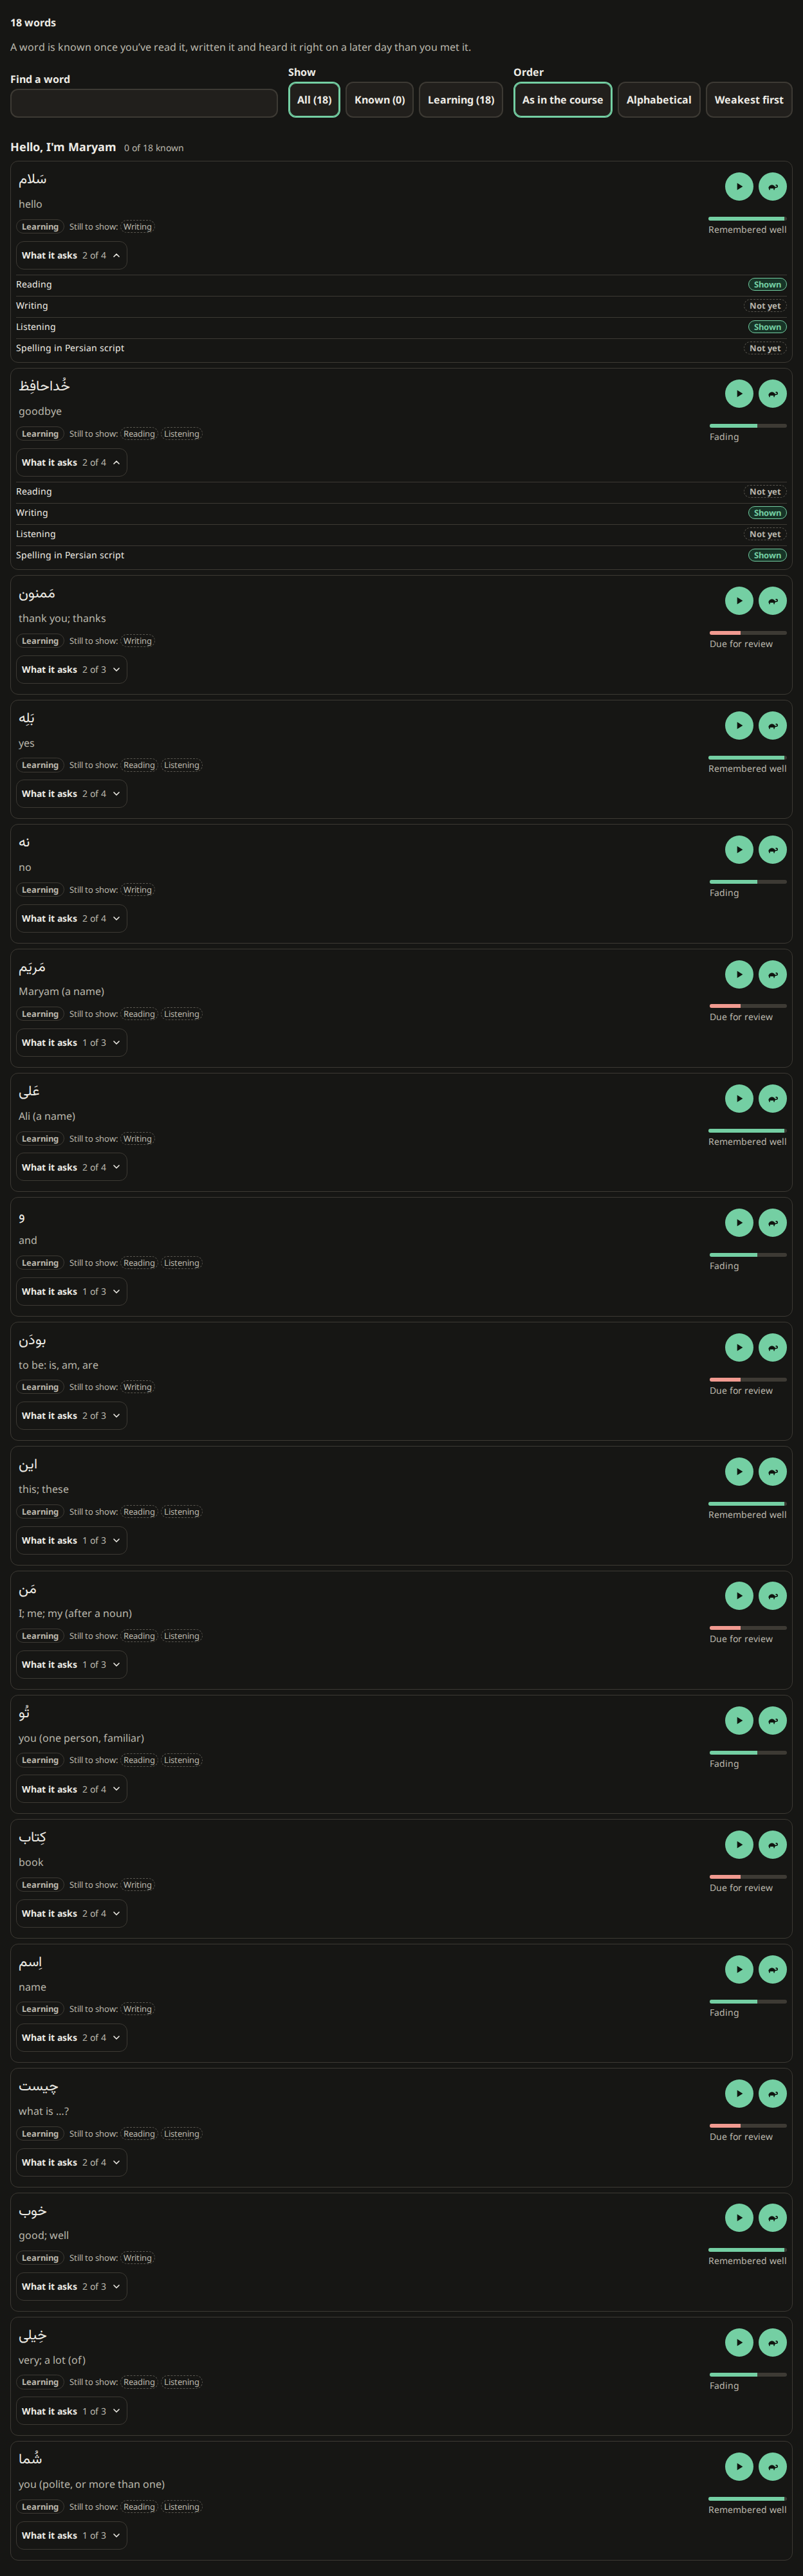 18 words
A word is known once you've read it, written it and heard it right on a later day than you met it.
Find a word
Show
All (18) Known (0) Learning (18)
Order
As in the course Alphabetical Weakest first
Hello, I'm Maryam 0 of 18 known
سَلام
hello
Learning Still to show: Writing
Remembered well
What it asks 2 of 4
Reading Shown
Writing Not yet
Listening Shown
Spelling in Persian script Not yet
خُداحافِظ
goodbye
Learning Still to show: Reading Listening
Fading
What it asks 2 of 4
Reading Not yet
Writing Shown
Listening Not yet
Spelling in Persian script Shown
مَمنون
thank you; thanks
Learning Still to show: Writing
Due for review
What it asks 2 of 3
بَلِه
yes
Learning Still to show: Reading Listening
Remembered well
What it asks 2 of 4
نه
no
Learning Still to show: Writing
Fading
What it asks 2 of 4
مَریَم
Maryam (a name)
Learning Still to show: Reading Listening
Due for review
What it asks 1 of 3
عَلی
Ali (a name)
Learning Still to show: Writing
Remembered well
What it asks 2 of 4
و
and
Learning Still to show: Reading Listening
Fading
What it asks 1 of 3
بودَن
to be: is, am, are
Learning Still to show: Writing
Due for review
What it asks 2 of 3
این
this; these
Learning Still to show: Reading Listening
Remembered well
What it asks 1 of 3
مَن
I; me; my (after a noun)
Learning Still to show: Reading Listening
Due for review
What it asks 1 of 3
تُو
you (one person, familiar)
Learning Still to show: Reading Listening
Fading
What it asks 2 of 4
کِتاب
book
Learning Still to show: Writing
Due for review
What it asks 2 of 4
اِسم
name
Learning Still to show: Writing
Fading
What it asks 2 of 4
چیست
what is ...?
Learning Still to show: Reading Listening
Due for review
What it asks 2 of 4
خوب
good; well
Learning Still to show: Writing
Remembered well
What it asks 2 of 3
خِیلی
very; a lot (of)
Learning Still to show: Reading Listening
Fading
What it asks 1 of 3
شُما
you (polite, or more than one)
Learning Still to show: Reading Listening
Remembered well
What it asks 1 of 3